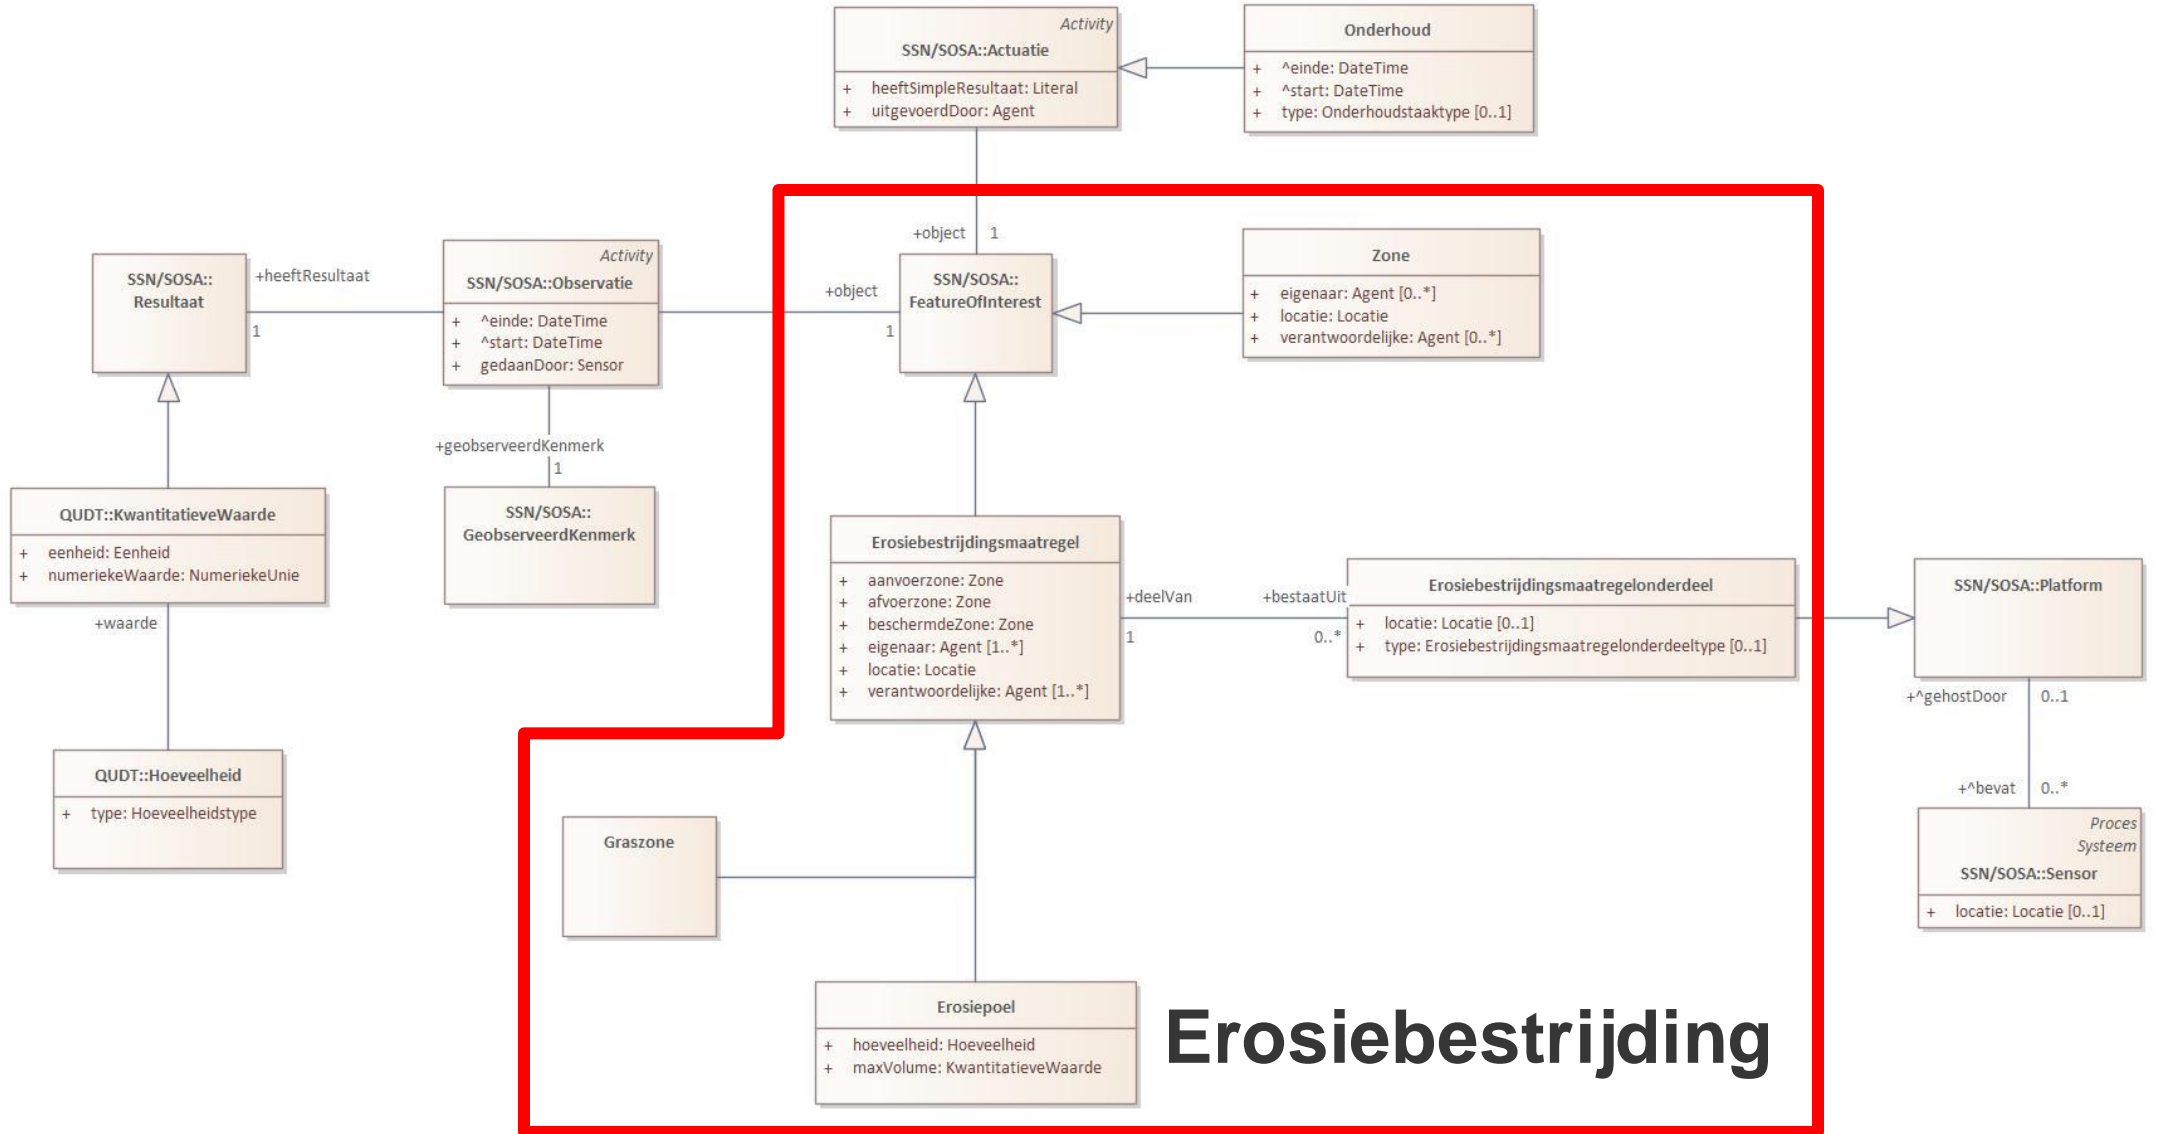 Activity
SSN/SOSA::Actuatie
+ heeftSimpleResultaat: Literal
+ uitgevoerdDoor: Agent
Onderhoud
+ ^einde: DateTime
+ ^start: DateTime
+ type: Onderhoudstaaktype [0..1]
+object 1
SSN/SOSA::
Resultaat
+heeftResultaat
1
Activity
SSN/SOSA::Observatie
+ ^einde: DateTime
+ ^start: DateTime
+ gedaanDoor: Sensor
+object
1
SSN/SOSA::
FeatureOfInterest
Zone
+ eigenaar: Agent [0..*]
+ locatie: Locatie
+ verantwoordelijke: Agent [0..*]
+geobserveerdKenmerk
1
QUDT::KwantitatieveWaarde
+ eenheid: Eenheid
+ numeriekeWaarde: NumeriekeUnie
SSN/SOSA::
GeobserveerdKenmerk
Erosiebestrijdingsmaatregel
+ aanvoerzone: Zone
+ afvoerzone: Zone
+ beschermdeZone: Zone
+ eigenaar: Agent [1..*]
+ locatie: Locatie
+ verantwoordelijke: Agent [1..*]
+deelVan
1
+bestaatUit
0..*
Erosiebestrijdingsmaatregelonderdeel
+ locatie: Locatie [0..1]
+ type: Erosiebestrijdingsmaatregelonderdeeltype [0..1]
SSN/SOSA::Platform
+waarde
+^gehostDoor 0..1
QUDT::Hoeveelheid
+ type: Hoeveelheidstype
+^bevat 0..*
Graszone
Proces
Systeem
SSN/SOSA::Sensor
+ locatie: Locatie [0..1]
Erosiepoel
+ hoeveelheid: Hoeveelheid
+ maxVolume: KwantitatieveWaarde
Erosiebestrijding